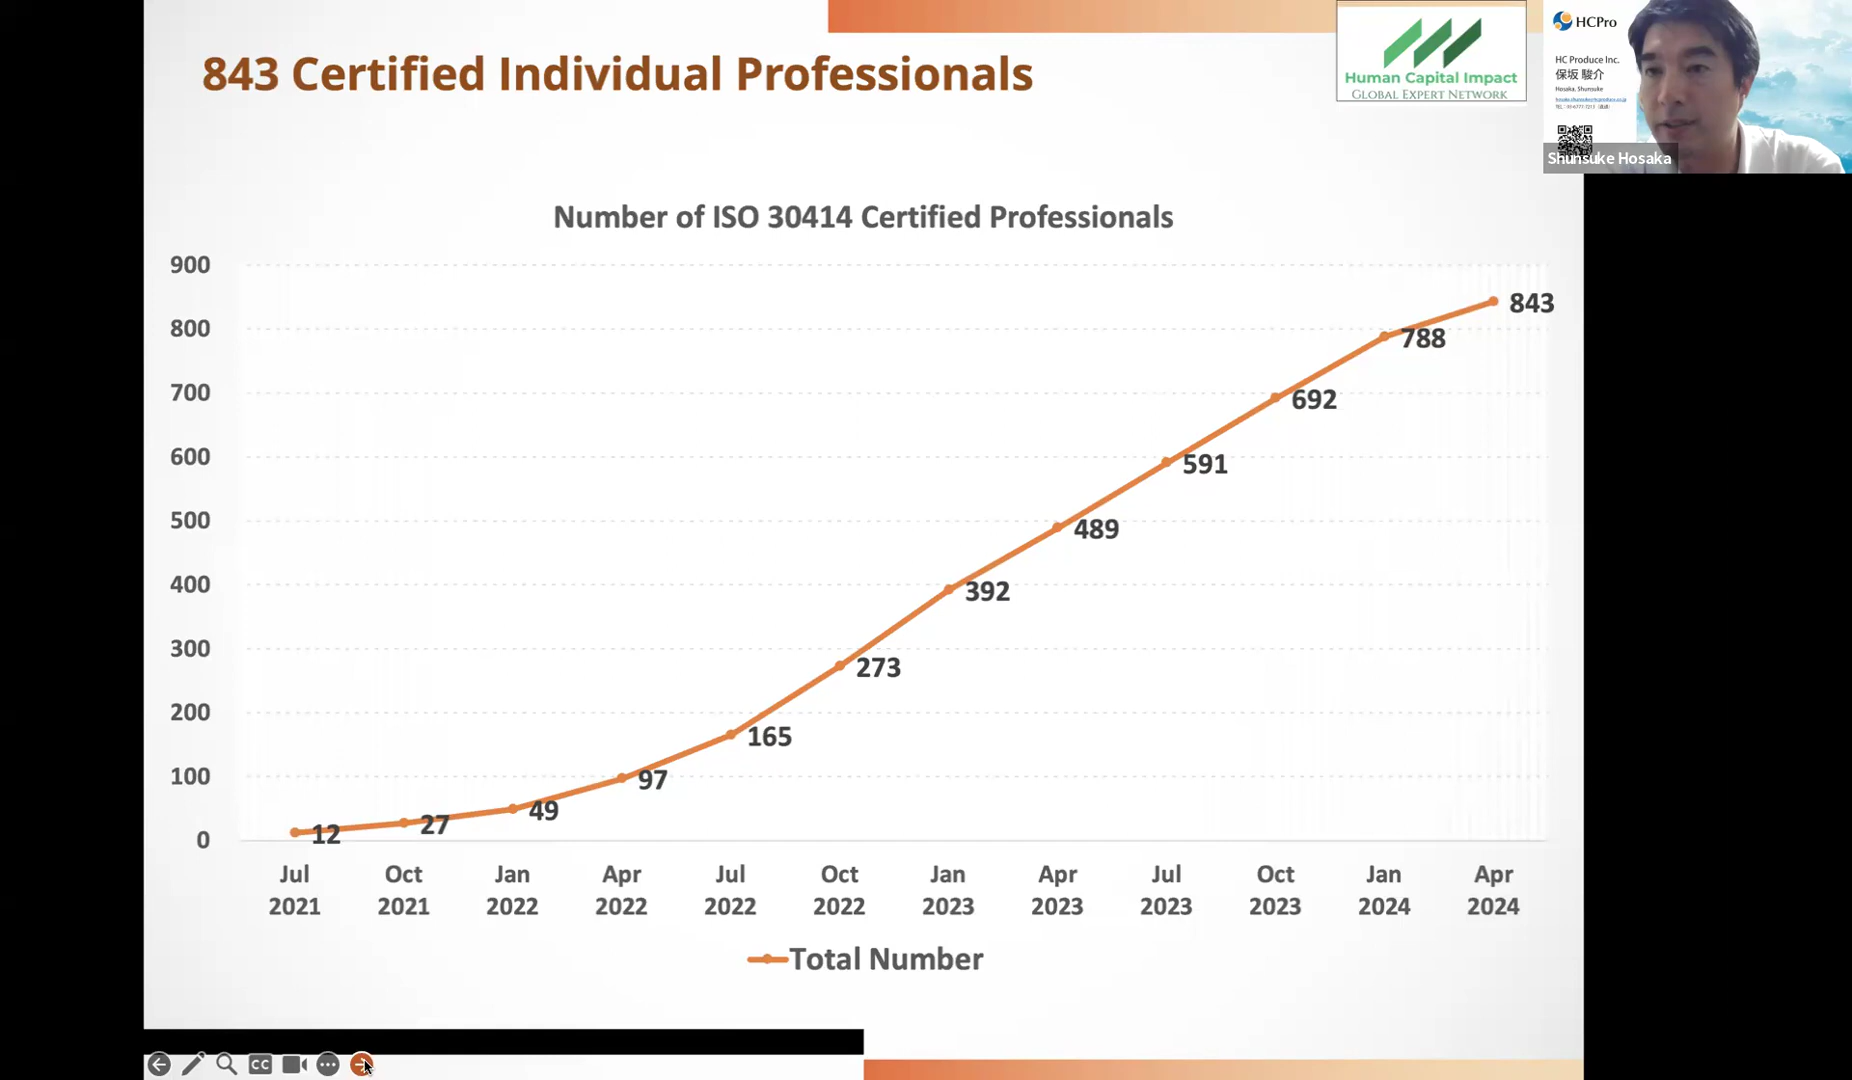 843 Certified Individual Professionals
Human Capital Impact
GLOBAL EXPERT NETWORK
HCPro
HC Produce Inc.
保坂 駿介
Hosaka, Shunsuke
Shunsuke Hosaka
Number of ISO 30414 Certified Professionals
900
800
700
600
500
400
300
200
100
0
12
27
49
97
165
273
392
489
591
692
788
843
Jul 2021
Oct 2021
Jan 2022
Apr 2022
Jul 2022
Oct 2022
Jan 2023
Apr 2023
Jul 2023
Oct 2023
Jan 2024
Apr 2024
Total Number
CC